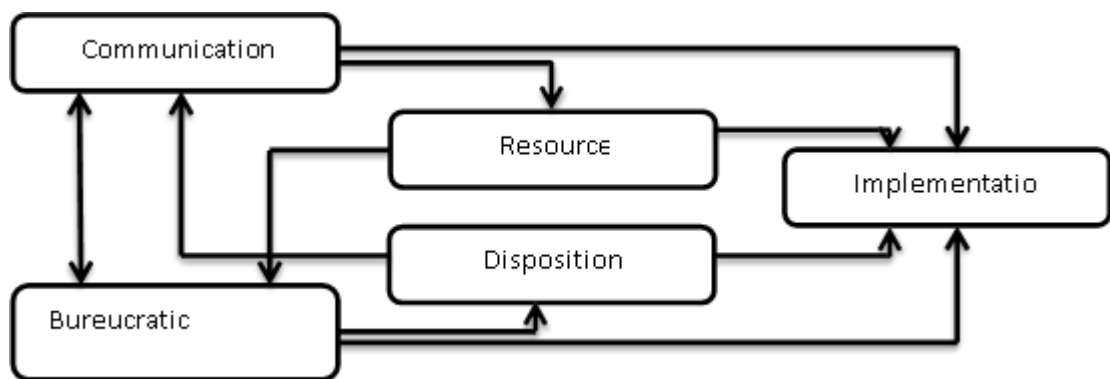 Communication
Resource
Implementatio
Disposition
Bureucratic